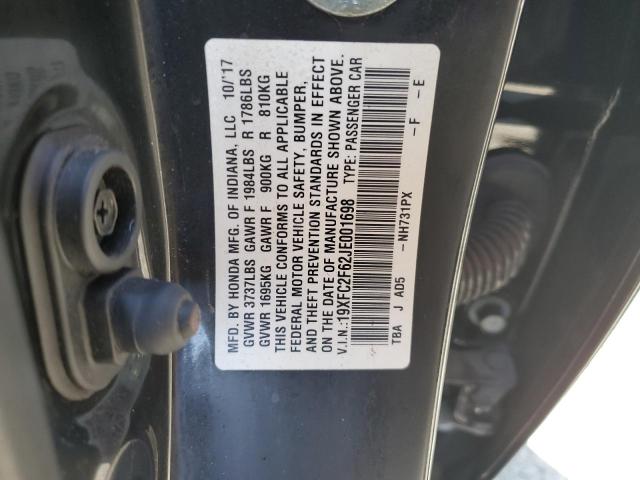 MFD. BY HONDA MFG. OF INDIANA, LLC 10/'17
GVWR 3737LBS GAWR F 1984LBS R 1786LBS
GVWR 1695KG GAWR F 900KG R 810KG
THIS VEHICLE CONFORMS TO ALL APPLICABLE
FEDERAL MOTOR VEHICLE SAFETY, BUMPER,
AND THEFT PREVENTION STANDARDS IN EFFECT
ON THE DATE OF MANUFACTURE SHOWN ABOVE.
V.I.N.:19XFC2F62JE001698 TYPE: PASSENGER CAR
TBA J AD5 -NH731PX -F -E